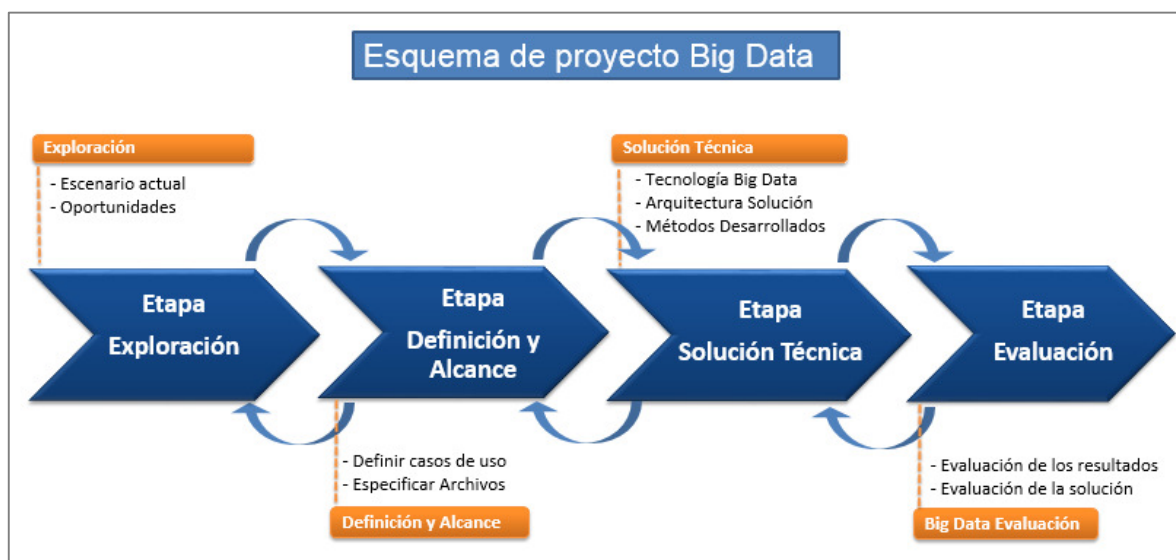 Esquema de proyecto Big Data
Exploración
- Escenario actual
- Oportunidades
Solución Técnica
- Tecnología Big Data
- Arquitectura Solución
- Métodos Desarrollados
Etapa
Exploración
Etapa
Definición y
Alcance
Etapa
Solución Técnica
Etapa
Evaluación
- Definir casos de uso
- Especificar Archivos
Definición y Alcance
- Evaluación de los resultados
- Evaluación de la solución
Big Data Evaluación